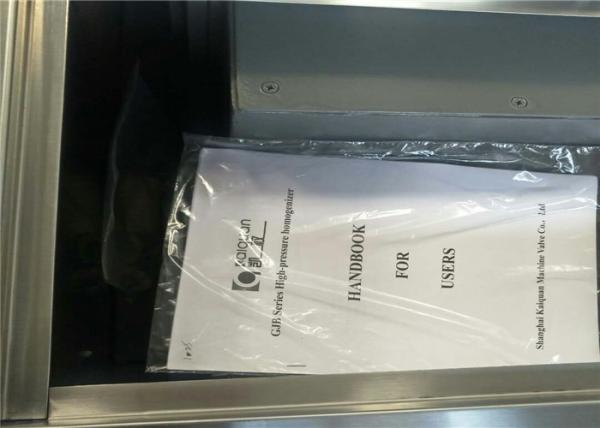 Kaiquan
GJB Series High-pressure homogenizer
HANDBOOK
FOR
USERS
Shanghai Kaiquan Machine Valve Co., Ltd.